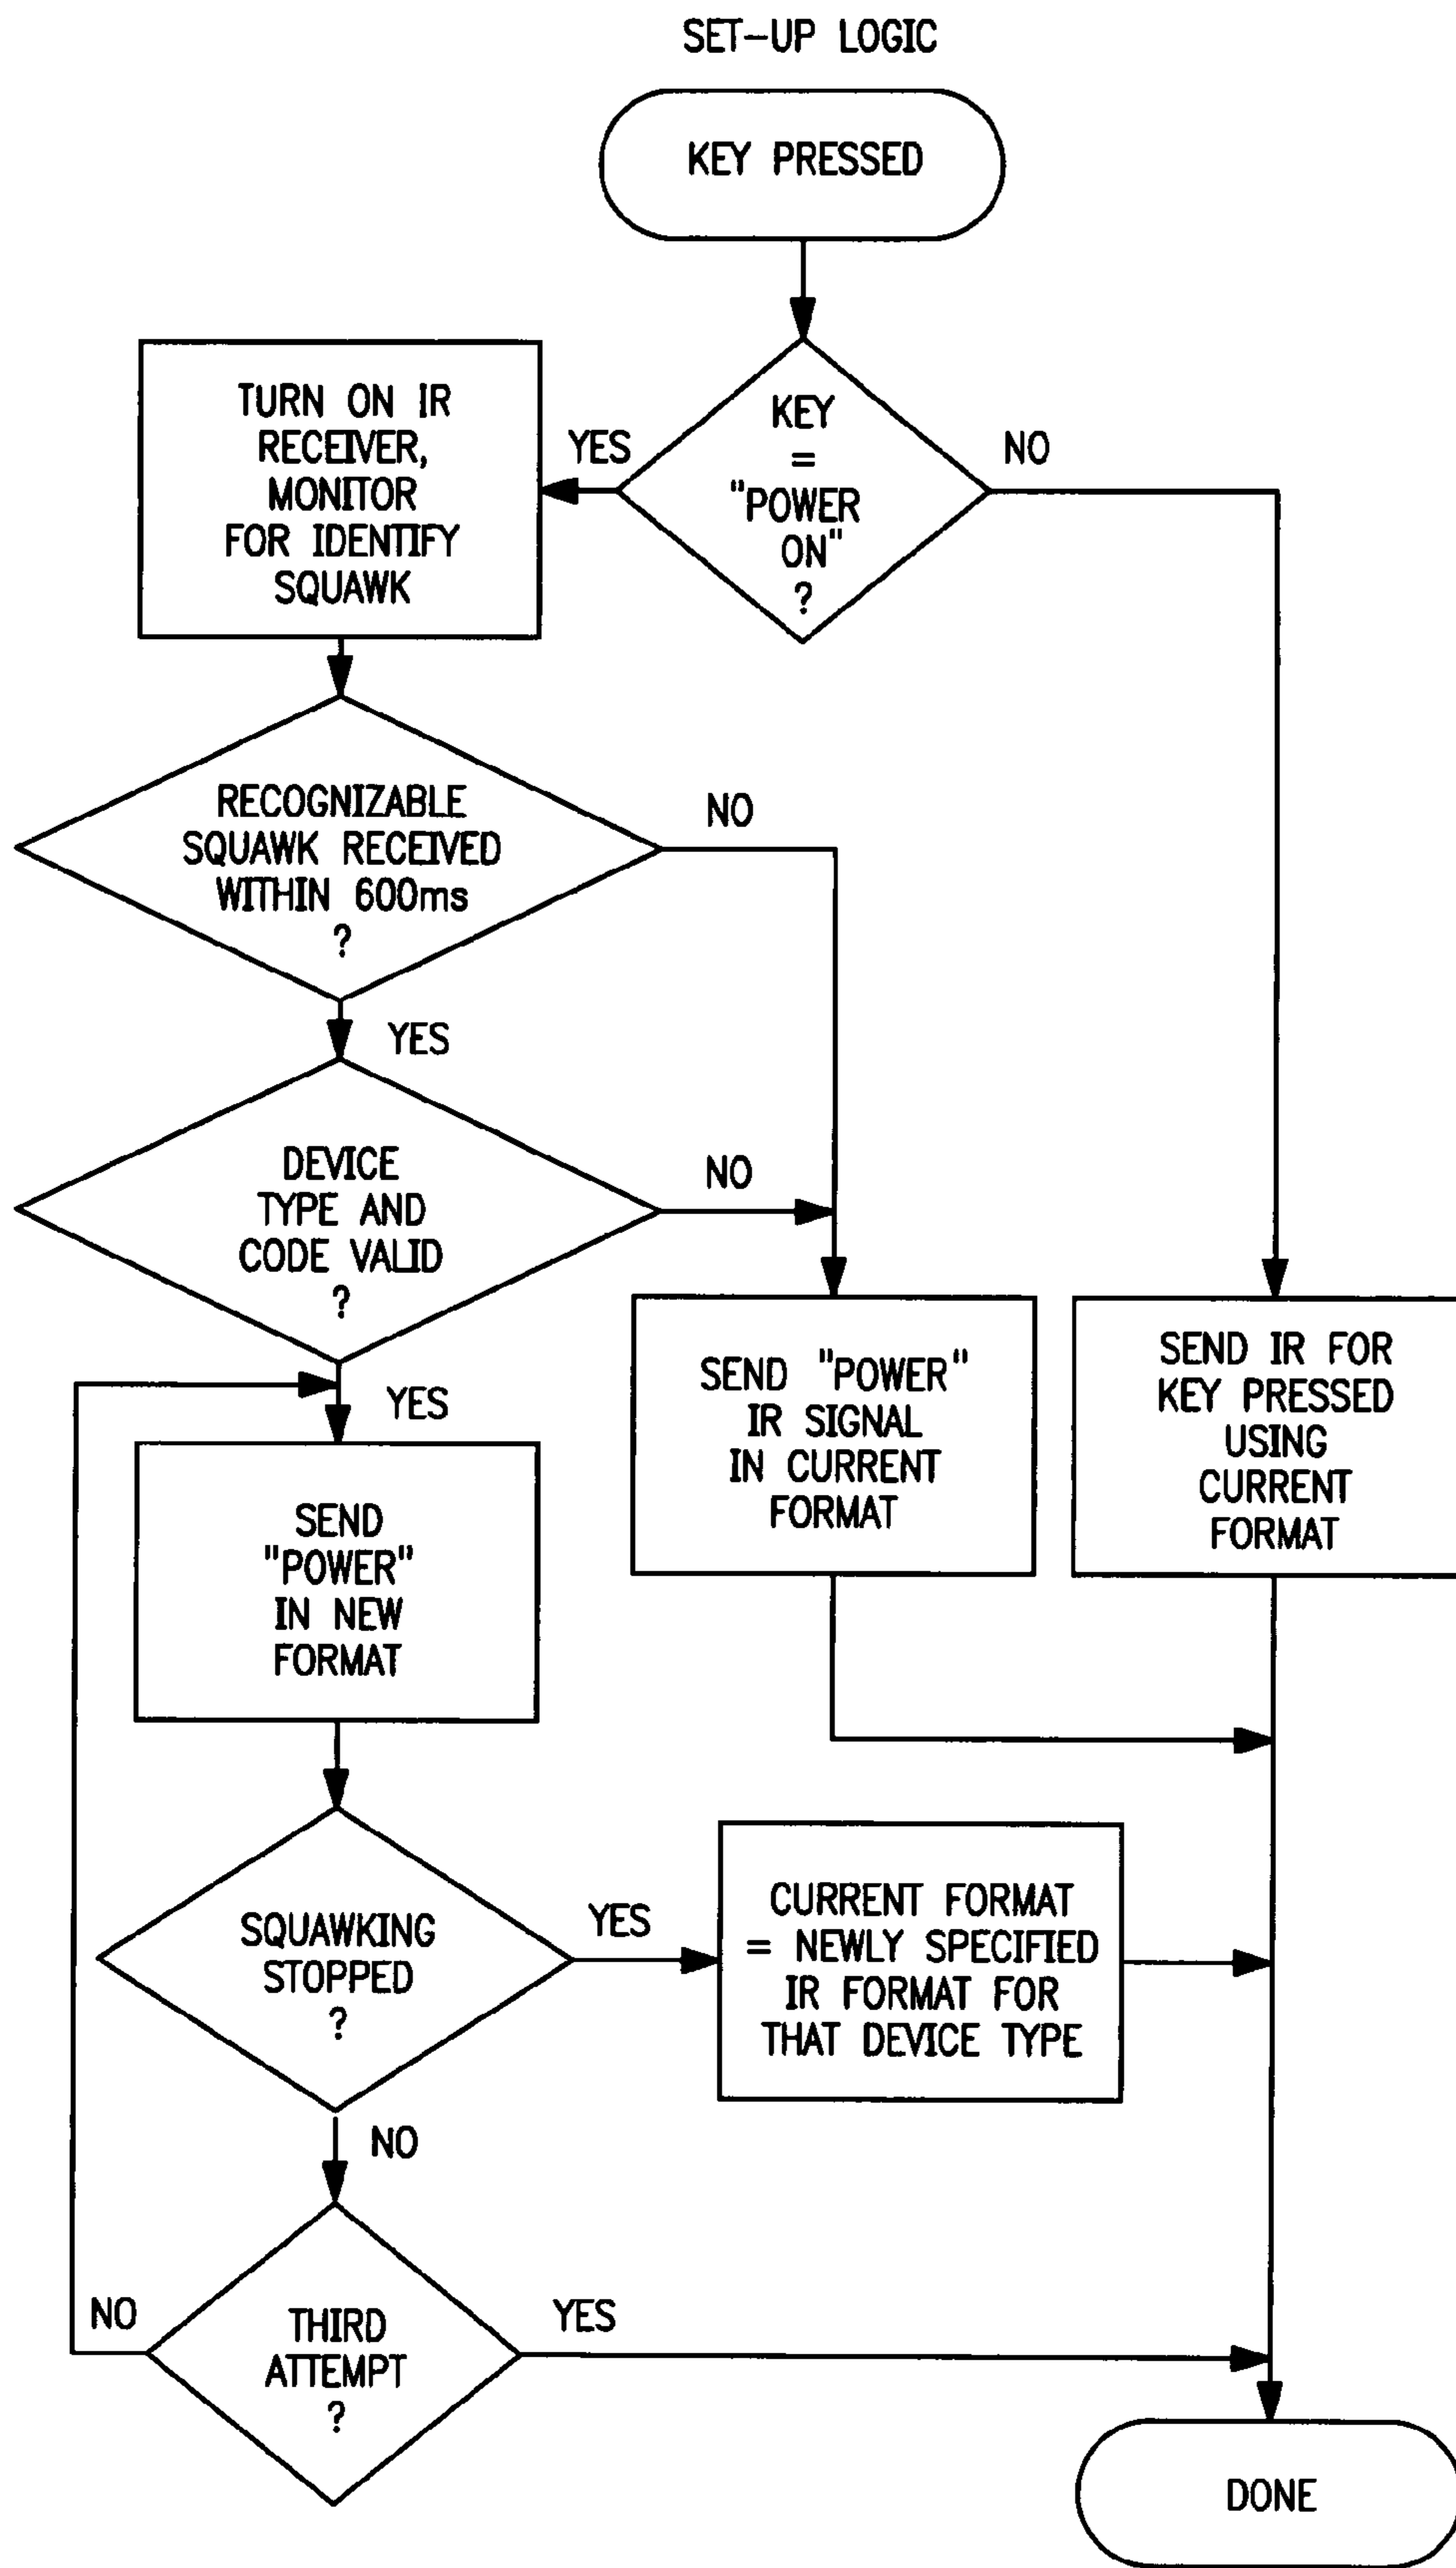 SET-UP LOGIC
KEY PRESSED
KEY
=
"POWER
ON"
?
YES
NO
TURN ON IR
RECEIVER,
MONITOR
FOR IDENTIFY
SQUAWK
RECOGNIZABLE
SQUAWK RECEIVED
WITHIN 600ms
?
NO
YES
DEVICE
TYPE AND
CODE VALID
?
NO
YES
SEND "POWER"
IR SIGNAL
IN CURRENT
FORMAT
SEND IR FOR
KEY PRESSED
USING
CURRENT
FORMAT
SEND
"POWER"
IN NEW
FORMAT
SQUAWKING
STOPPED
?
YES
CURRENT FORMAT
= NEWLY SPECIFIED
IR FORMAT FOR
THAT DEVICE TYPE
NO
THIRD
ATTEMPT
?
NO
YES
DONE